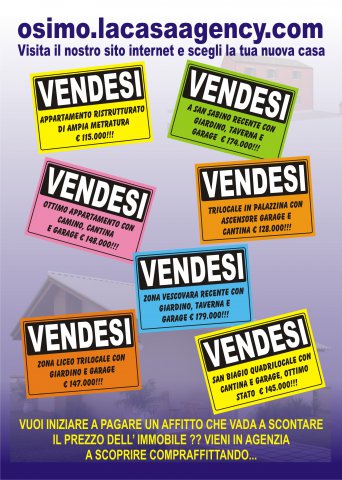 osimo.lacasaagency.com
Visita il nostro sito internet e scegli la tua nuova casa
VENDESI
APPARTAMENTO RISTRUTTURATO
DI AMPIA METRATURA
€ 115.000!!!
VENDESI
A SAN SABINO RECENTE CON
GIARDINO, TAVERNA E
GARAGE € 174.000!!!
VENDESI
OTTIMO APPARTAMENTO CON
CAMINO, CANTINA
E GARAGE € 148.000!!!
VENDESI
TRILOCALE IN PALAZZINA CON
ASCENSORE GARAGE E
CANTINA € 128.000!!!
VENDESI
ZONA VESCOVARA RECENTE CON
GIARDINO, TAVERNA E
GARAGE € 179.000!!!
VENDESI
ZONA LICEO TRILOCALE CON
GIARDINO E GARAGE
€ 147.000!!!
VENDESI
SAN BIAGIO QUADRILOCALE CON
CANTINA E GARAGE, OTTIMO
STATO € 145.000!!!
VUOI INIZIARE A PAGARE UN AFFITTO CHE VADA A SCONTARE
IL PREZZO DELL' IMMOBILE ?? VIENI IN AGENZIA
A SCOPRIRE COMPRAFFITTANDO...